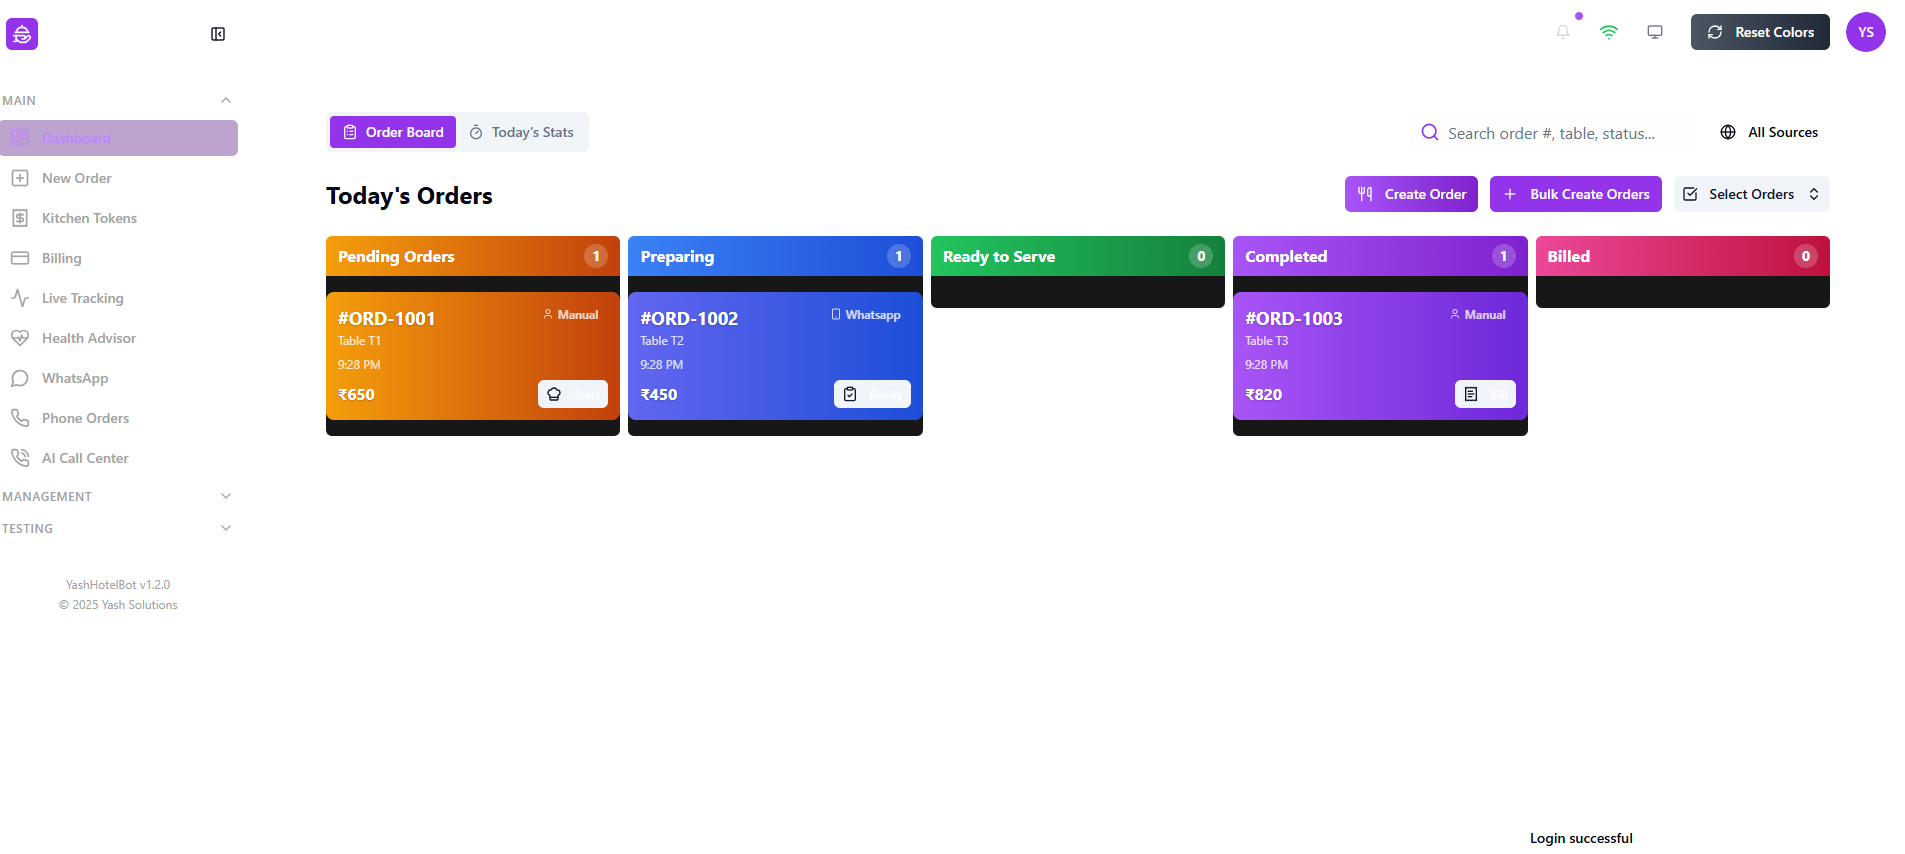 Reset Colors
YS
MAIN
Dashboard
New Order
Kitchen Tokens
Billing
Live Tracking
Health Advisor
WhatsApp
Phone Orders
AI Call Center
MANAGEMENT
TESTING
YashHotelBot v1.2.0
© 2025 Yash Solutions
Order Board
Today's Stats
Search order #, table, status...
All Sources
Today's Orders
Create Order
Bulk Create Orders
Select Orders
Pending Orders 1
#ORD-1001
Manual
Table T1
9:28 PM
₹650
Start
Preparing 1
#ORD-1002
Whatsapp
Table T2
9:28 PM
₹450
Ready
Ready to Serve 0
Completed 1
#ORD-1003
Manual
Table T3
9:28 PM
₹820
Bill
Billed 0
Login successful